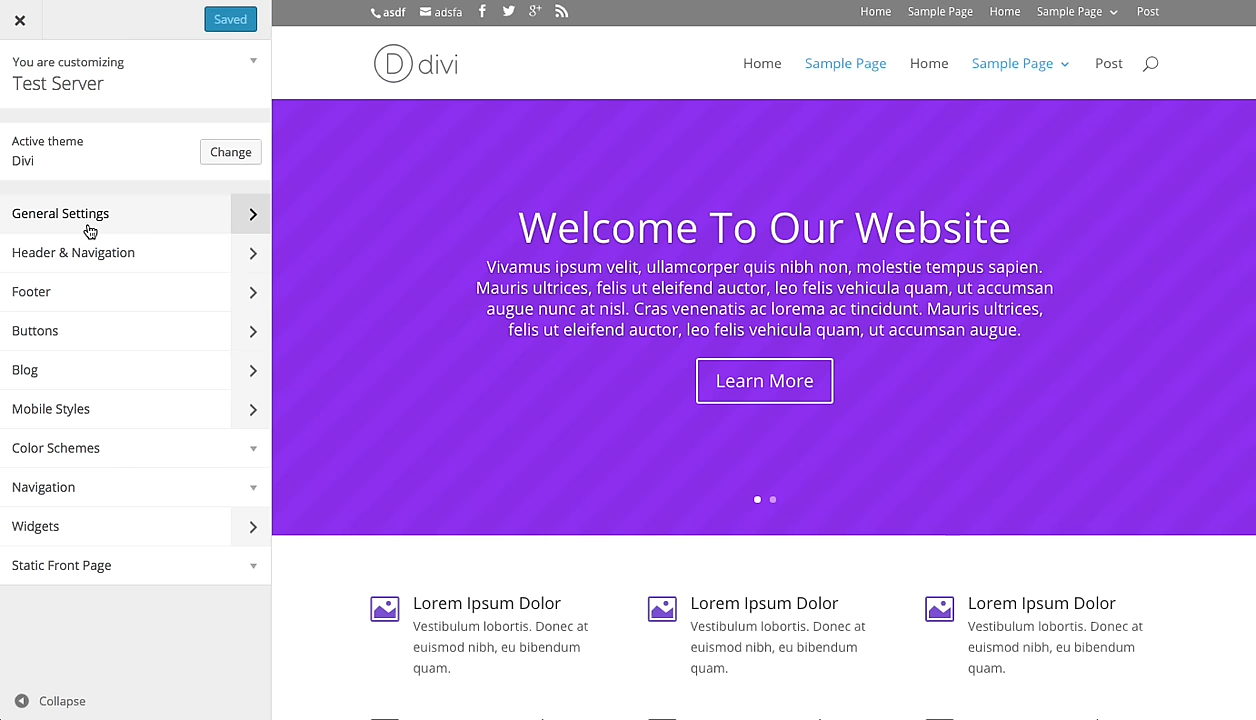 Saved
You are customizing
Test Server
Active theme
Divi
Change
General Settings
Header & Navigation
Footer
Buttons
Blog
Mobile Styles
Color Schemes
Navigation
Widgets
Static Front Page
Collapse
asdf adsfa
Home Sample Page Home Sample Page Post
D divi
Home Sample Page Home Sample Page Post
Welcome To Our Website
Vivamus ipsum velit, ullamcorper quis nibh non, molestie tempus sapien.
Mauris ultrices, felis ut eleifend auctor, leo felis vehicula quam, ut accumsan
augue nunc at nisl. Cras venenatis ac lorema ac tincidunt. Mauris ultrices,
felis ut eleifend auctor, leo felis vehicula quam, ut accumsan augue.
Learn More
Lorem Ipsum Dolor
Vestibulum lobortis. Donec at
euismod nibh, eu bibendum
quam.
Lorem Ipsum Dolor
Vestibulum lobortis. Donec at
euismod nibh, eu bibendum
quam.
Lorem Ipsum Dolor
Vestibulum lobortis. Donec at
euismod nibh, eu bibendum
quam.